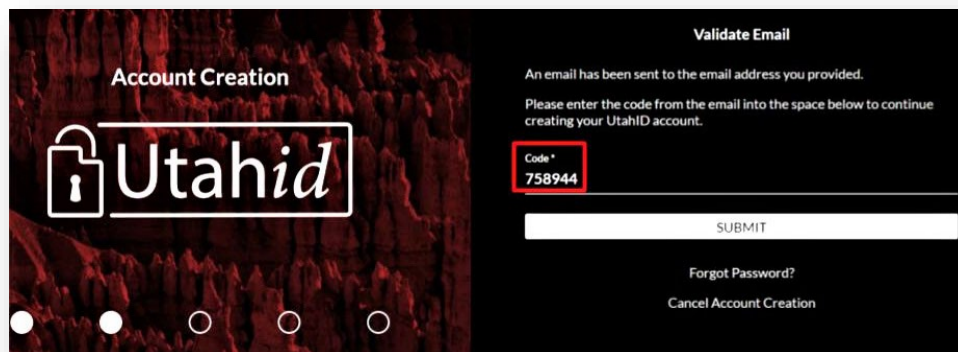 Account Creation
Utahid
Validate Email
An email has been sent to the email address you provided.
Please enter the code from the email into the space below to continue
creating your UtahID account.
Code *
758944
SUBMIT
Forgot Password?
Cancel Account Creation